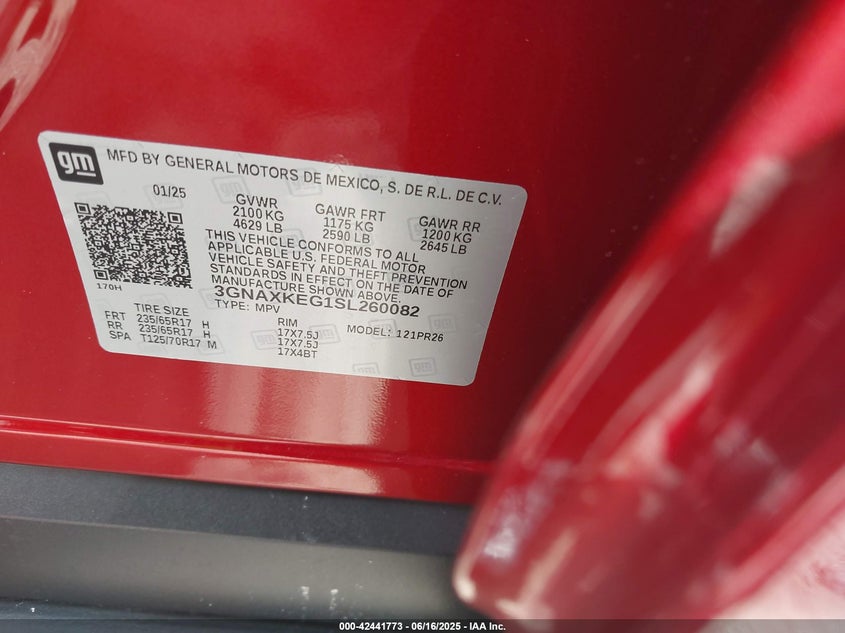 gm
MFD BY GENERAL MOTORS DE MEXICO, S. DE R.L. DE C.V.
01/25
GVWR
2100 KG
4629 LB
GAWR FRT
1175 KG
2590 LB
GAWR RR
1200 KG
2645 LB
THIS VEHICLE CONFORMS TO ALL
APPLICABLE U.S. FEDERAL MOTOR
VEHICLE SAFETY AND THEFT PREVENTION
STANDARDS IN EFFECT ON THE DATE OF
MANUFACTURE SHOWN ABOVE.
170H
3GNAXKEG1SL260082
TYPE: MPV
TIRE SIZE
FRT 235/65R17 H
RR 235/65R17 H
SPA T125/70R17 M
RIM
17X7.5J
17X7.5J
17X4BT
MODEL: 121PR26
000-42441773 - 06/16/2025 - IAA Inc.